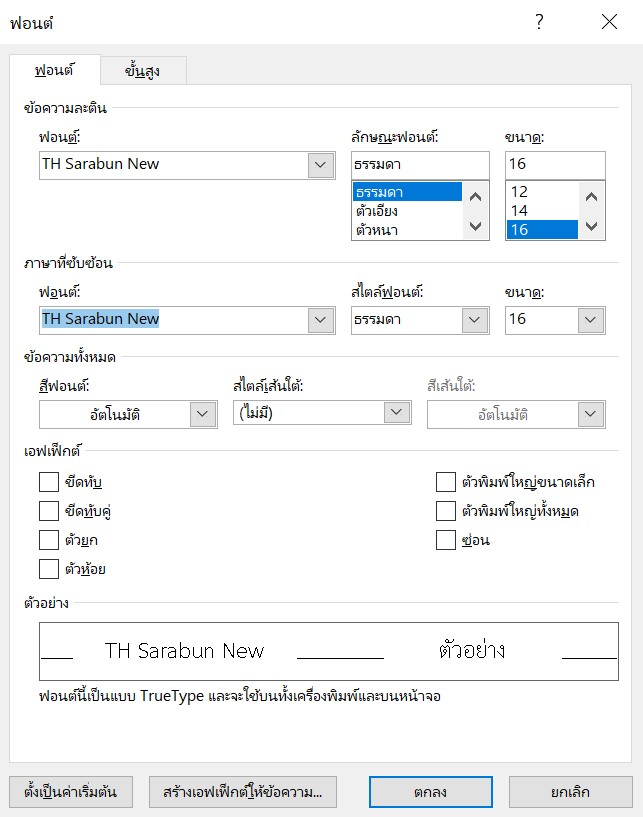 ฟอนต์ ?
ฟอนต์ ขั้นสูง
ข้อความละติน
ฟอนต์: ลักษณะฟอนต์: ขนาด:
TH Sarabun New ธรรมดา 16
ธรรมดา 12
ตัวเอียง 14
ตัวหนา 16
ภาษาที่ซับซ้อน
ฟอนต์: สไตล์ฟอนต์: ขนาด:
TH Sarabun New ธรรมดา 16
ข้อความทั้งหมด
สีฟอนต์: สไตล์เส้นใต้: สีเส้นใต้:
อัตโนมัติ (ไม่มี) อัตโนมัติ
เอฟเฟ็กต์
ขีดทับ ตัวพิมพ์ใหญ่ขนาดเล็ก
ขีดทับคู่ ตัวพิมพ์ใหญ่ทั้งหมด
ตัวยก ซ่อน
ตัวห้อย
ตัวอย่าง
TH Sarabun New ตัวอย่าง
ฟอนต์นี้เป็นแบบ TrueType และจะใช้บนทั้งเครื่องพิมพ์และบนหน้าจอ
ตั้งเป็นค่าเริ่มต้น สร้างเอฟเฟ็กต์ให้ข้อความ... ตกลง ยกเลิก